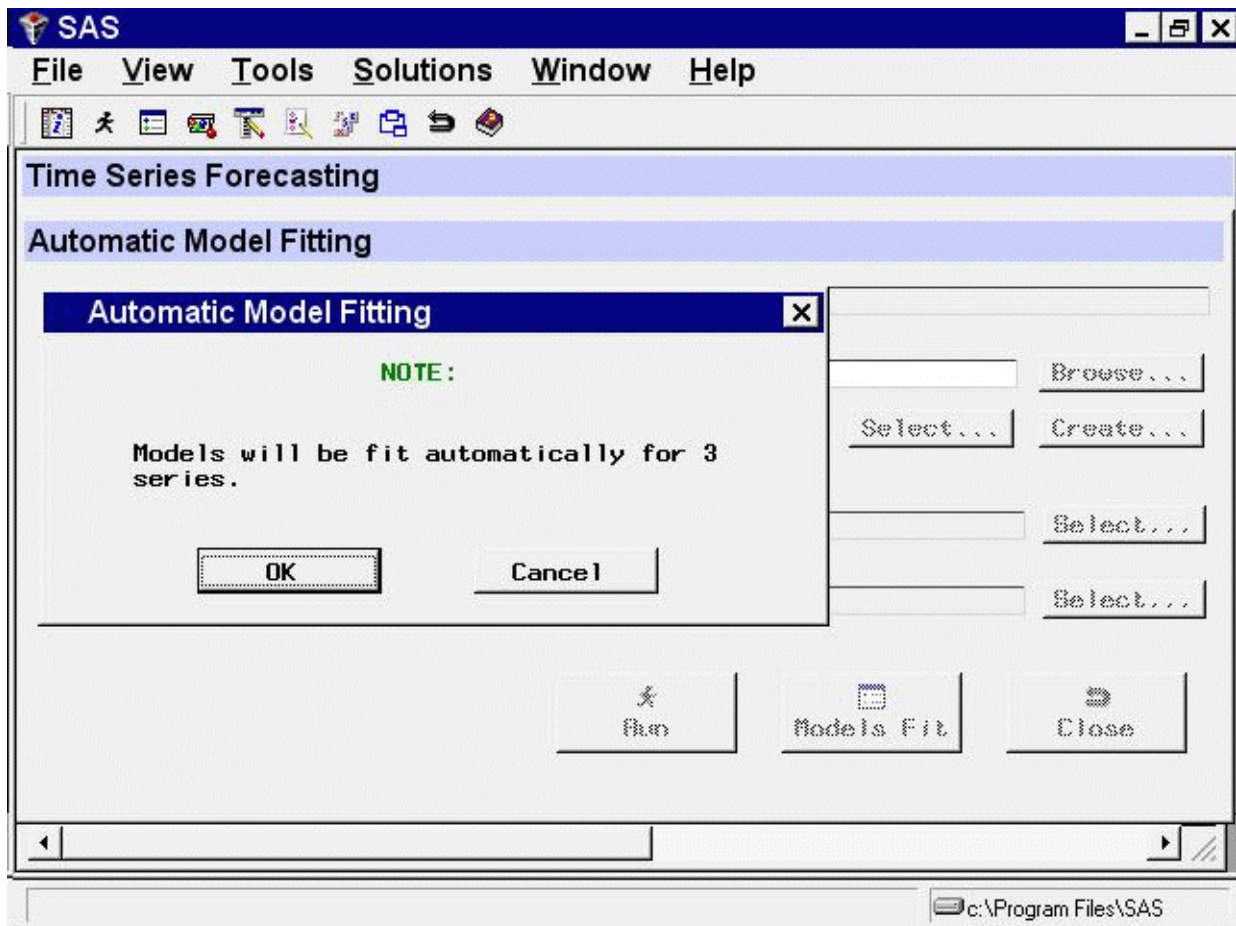 SAS
File View Tools Solutions Window Help
Time Series Forecasting
Automatic Model Fitting
Automatic Model Fitting
NOTE:
Models will be fit automatically for 3
series.
OK Cancel
Browse...
Select... Create...
Select...
Select...
Run Models Fit Close
c:\Program Files\SAS